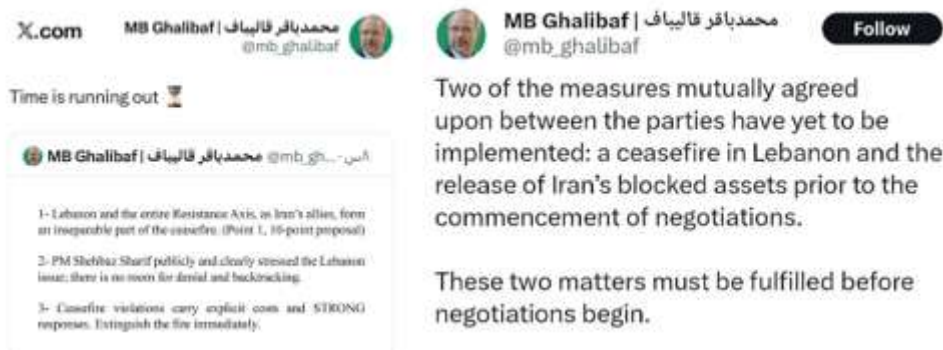 X.com
MB Ghalibaf | محمدباقر قالیباف
@mb_ghalibaf
Time is running out ⏳
MB Ghalibaf | محمدباقر قالیباف @mb_gh... · ۸س
1- Lebanon and the entire Resistance Axis, as Iran's allies, form
an inseparable part of the ceasefire. (Point 1, 10-point proposal)
2- PM Shehbaz Sharif publicly and clearly stressed the Lebanon
issue; there is no room for denial and backtracking.
3- Ceasefire violations carry explicit costs and STRONG
responses. Extinguish the fire immediately.
MB Ghalibaf | محمدباقر قالیباف
@mb_ghalibaf
Follow
Two of the measures mutually agreed
upon between the parties have yet to be
implemented: a ceasefire in Lebanon and the
release of Iran's blocked assets prior to the
commencement of negotiations.
These two matters must be fulfilled before
negotiations begin.